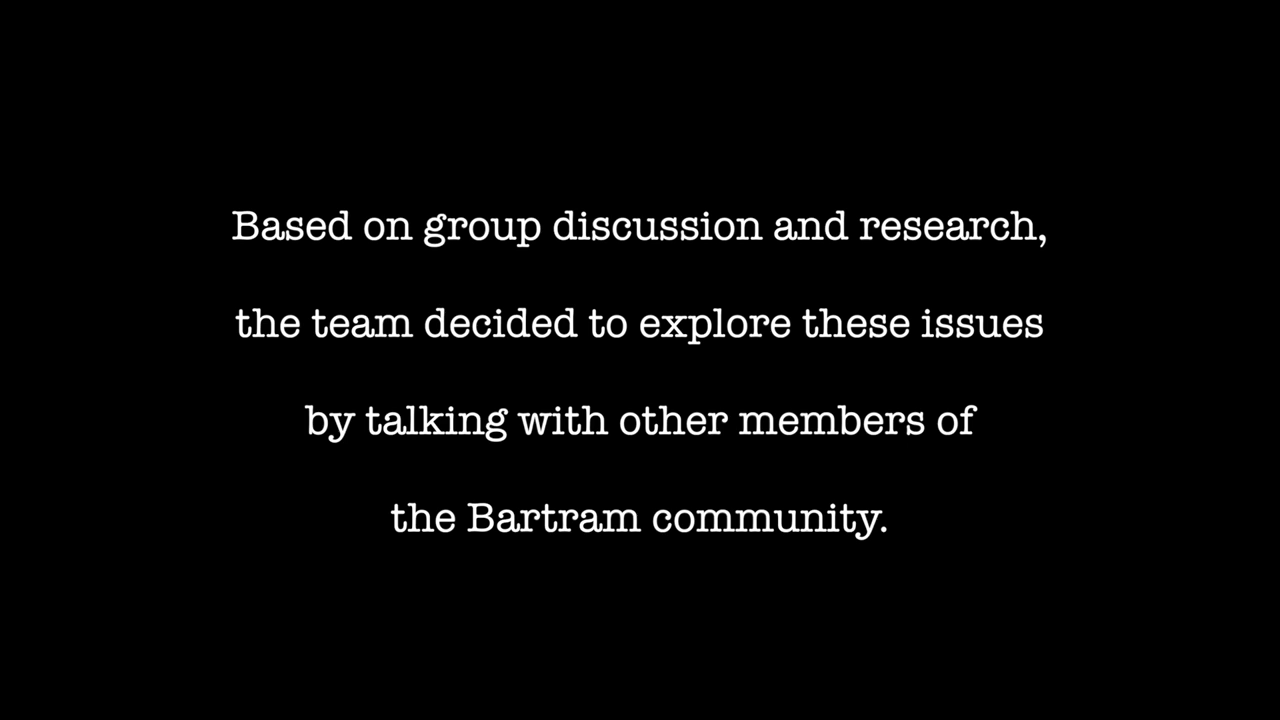 Based on group discussion and research,
the team decided to explore these issues
by talking with other members of
the Bartram community.